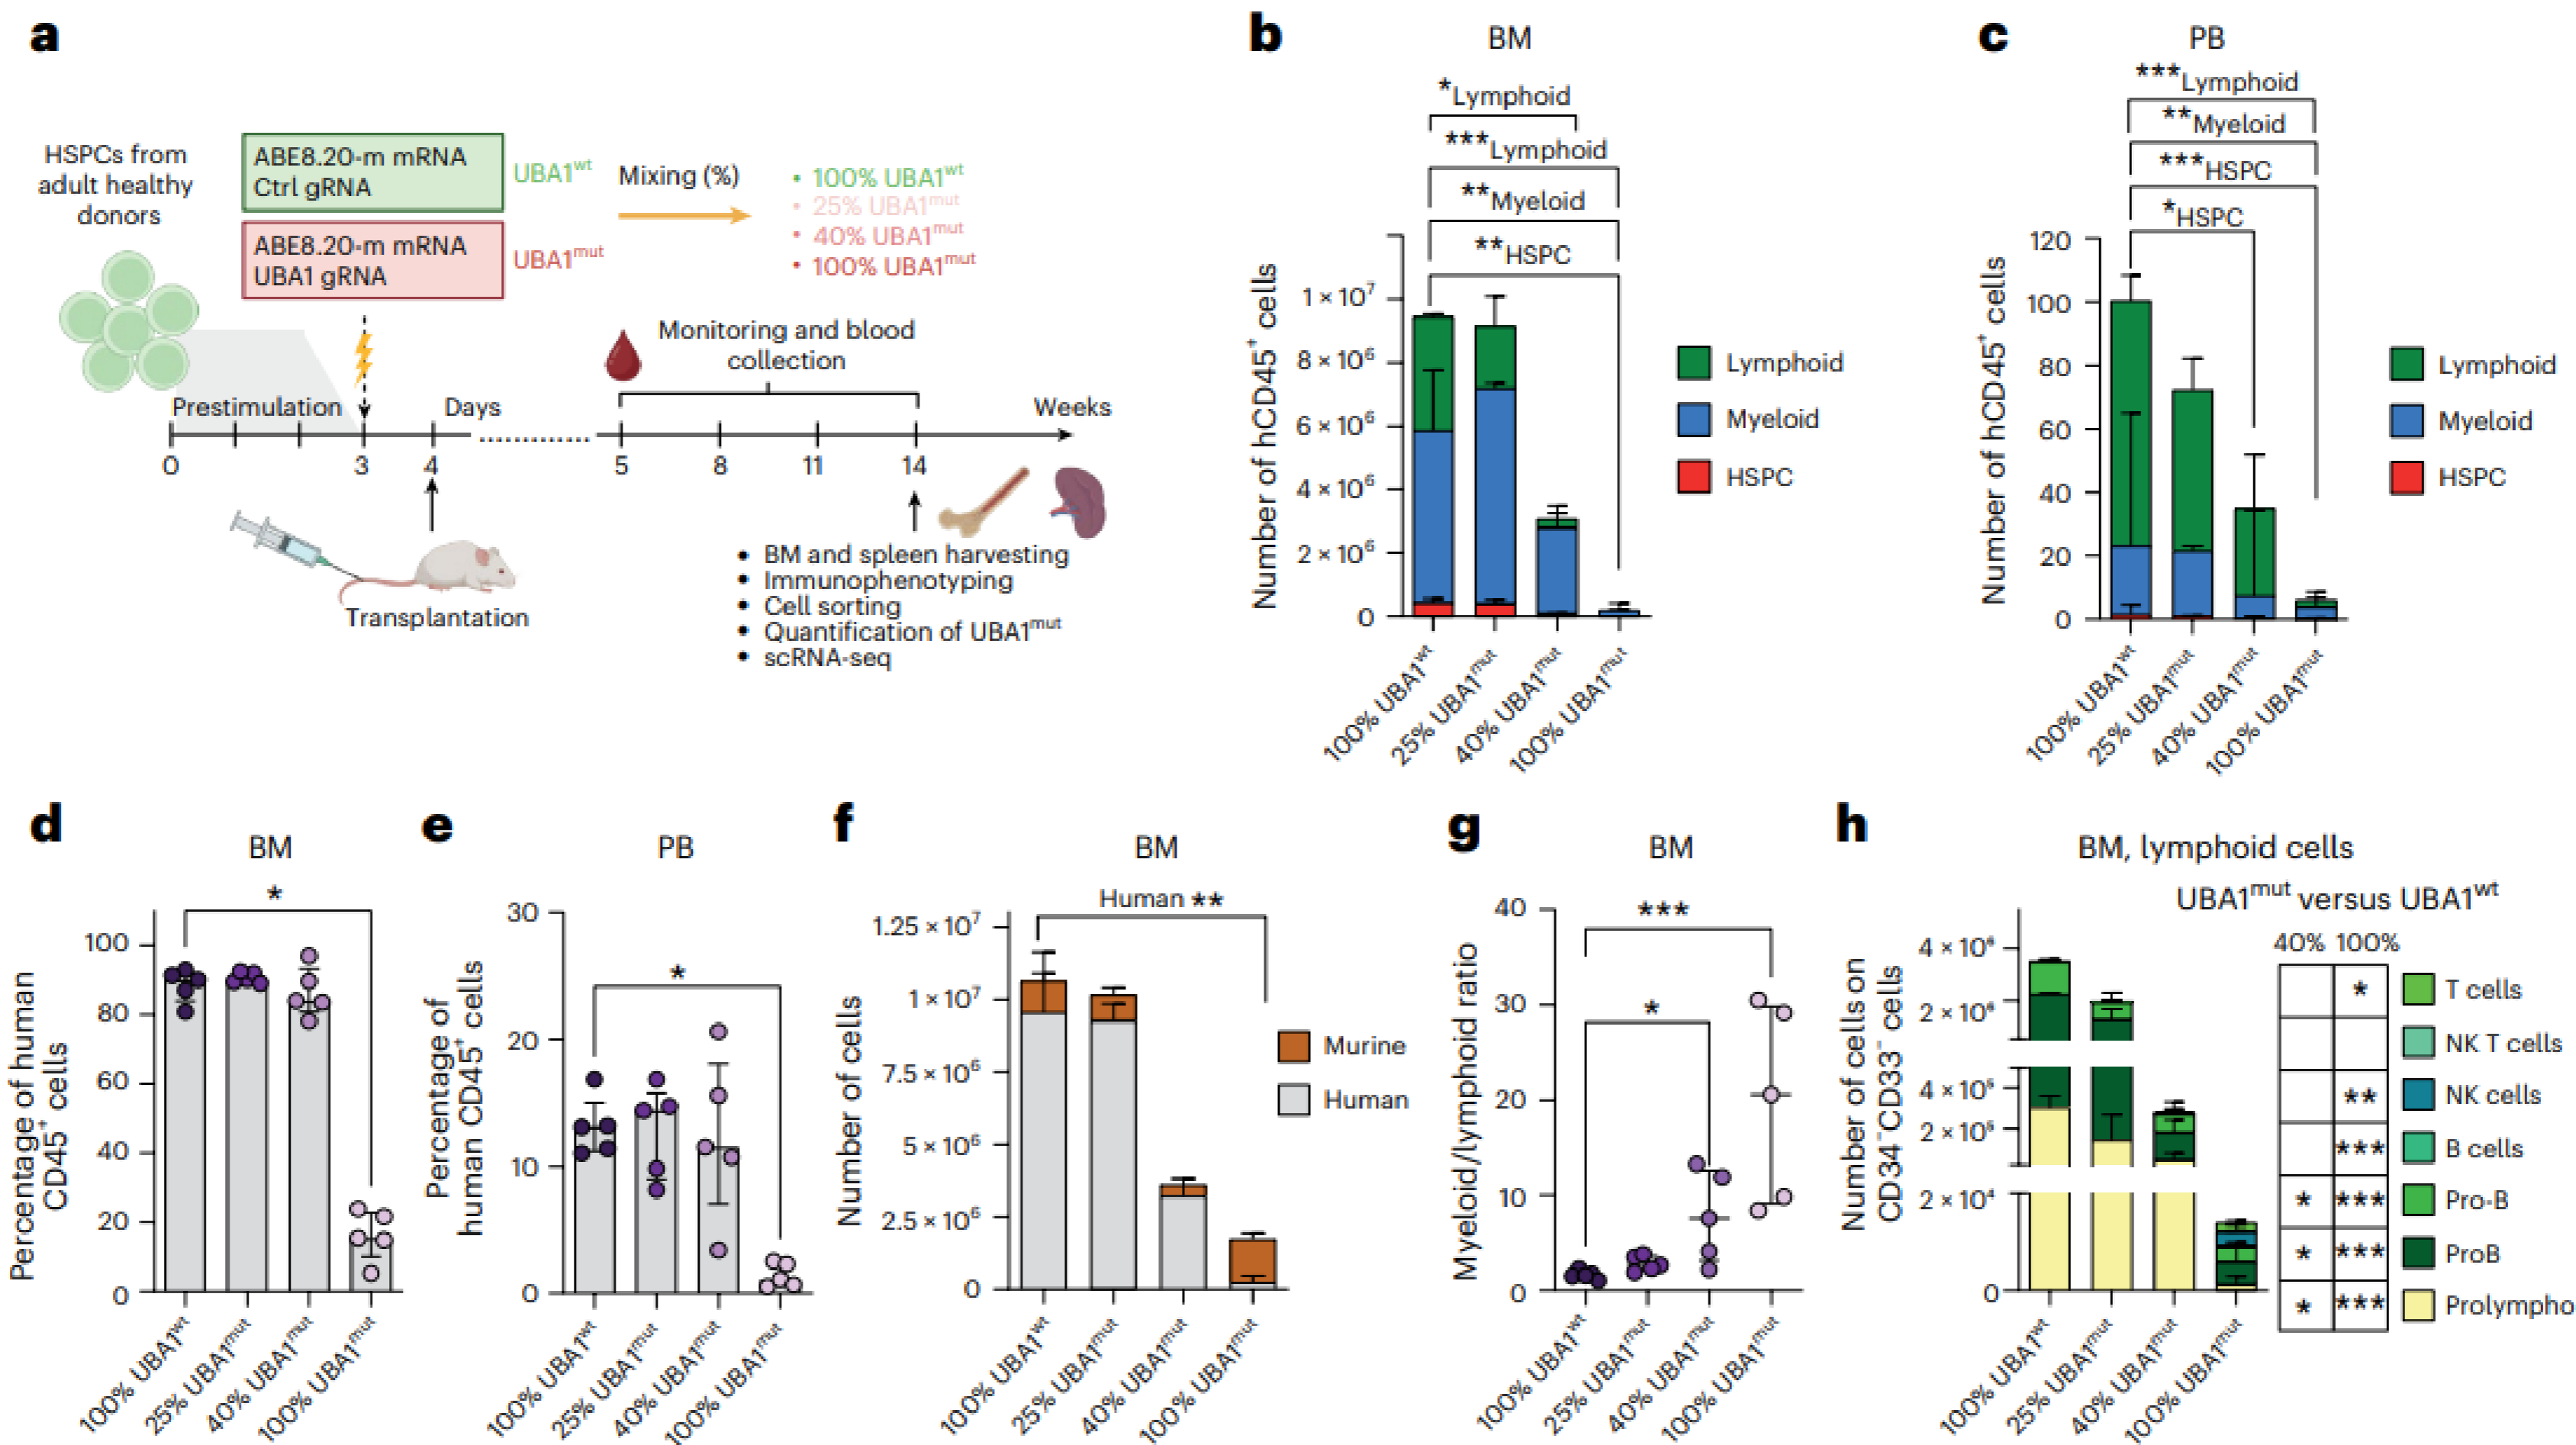 a
HSPCs from
adult healthy
donors
ABE8.20-m mRNA
Ctrl gRNA
UBA1wt
ABE8.20-m mRNA
UBA1 gRNA
UBA1mut
Mixing (%)
• 100% UBA1wt
• 25% UBA1mut
• 40% UBA1mut
• 100% UBA1mut
Monitoring and blood
collection
Prestimulation
Days
Weeks
0 3 4 5 8 11 14
Transplantation
• BM and spleen harvesting
• Immunophenotyping
• Cell sorting
• Quantification of UBA1mut
• scRNA-seq
b
BM
*Lymphoid
***Lymphoid
**Myeloid
**HSPC
Number of hCD45+ cells
1 × 10⁷
8 × 10⁶
6 × 10⁶
4 × 10⁶
2 × 10⁶
0
100% UBA1wt
25% UBA1mut
40% UBA1mut
100% UBA1mut
Lymphoid
Myeloid
HSPC
c
PB
***Lymphoid
**Myeloid
***HSPC
*HSPC
Number of hCD45+ cells
120
100
80
60
40
20
0
100% UBA1wt
25% UBA1mut
40% UBA1mut
100% UBA1mut
Lymphoid
Myeloid
HSPC
d
BM
*
Percentage of human
CD45+ cells
100
80
60
40
20
0
100% UBA1wt
25% UBA1mut
40% UBA1mut
100% UBA1mut
e
PB
*
Percentage of
human CD45+ cells
30
20
10
0
100% UBA1wt
25% UBA1mut
40% UBA1mut
100% UBA1mut
f
BM
Human **
Number of cells
1.25 × 10⁷
1 × 10⁷
7.5 × 10⁶
5 × 10⁶
2.5 × 10⁶
0
100% UBA1wt
25% UBA1mut
40% UBA1mut
100% UBA1mut
Murine
Human
g
BM
***
*
Myeloid/lymphoid ratio
40
30
20
10
0
100% UBA1wt
25% UBA1mut
40% UBA1mut
100% UBA1mut
h
BM, lymphoid cells
UBA1mut versus UBA1wt
40% 100%
Number of cells on
CD34−CD33− cells
4 × 10⁶
2 × 10⁶
4 × 10⁵
2 × 10⁵
2 × 10⁴
0
100% UBA1wt
25% UBA1mut
40% UBA1mut
100% UBA1mut
* T cells
NK T cells
** NK cells
*** B cells
* *** Pro-B
* *** ProB
* *** Prolympho